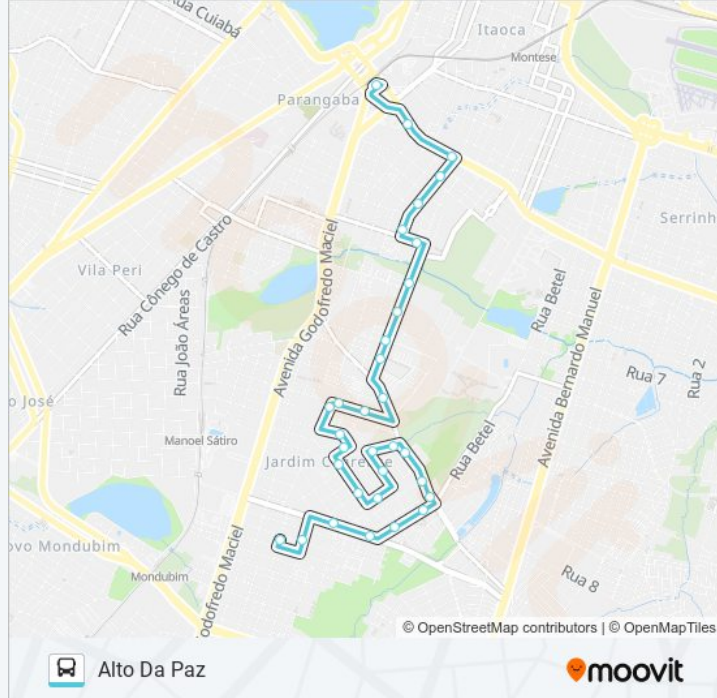 Rua Cuiabá
Itaoca
Montese
Parangaba
Serrinh
Vila Peri
Rua Cônego de Castro
Rua João Áreas
Avenida Godofredo Maciel
Rua Betel
Avenida Bernardo Manuel
Rua 7
Rua 2
o José
Manoel Sátiro
Jardim C
Rua Betel
ovo Mondubim
Mondubim
Godofredo Maciel
Rua 8
© OpenStreetMap contributors | © OpenMapTiles
Alto Da Paz
moovit